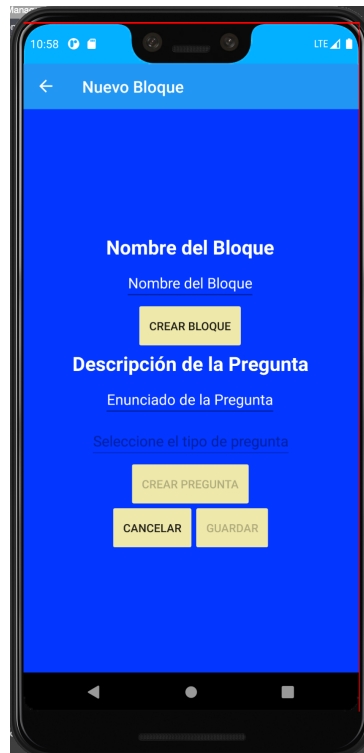 Manag
10:58 LTE
Nuevo Bloque
Nombre del Bloque
Nombre del Bloque
CREAR BLOQUE
Descripción de la Pregunta
Enunciado de la Pregunta
Seleccione el tipo de pregunta
CREAR PREGUNTA
CANCELAR GUARDAR